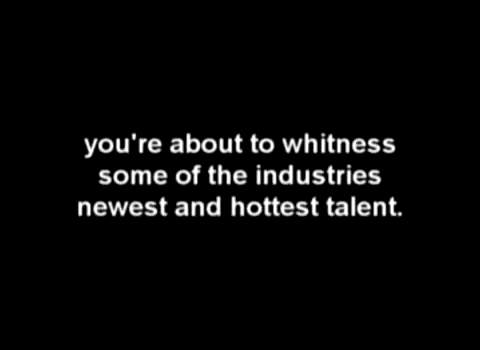 you're about to whitness
some of the industries
newest and hottest talent.